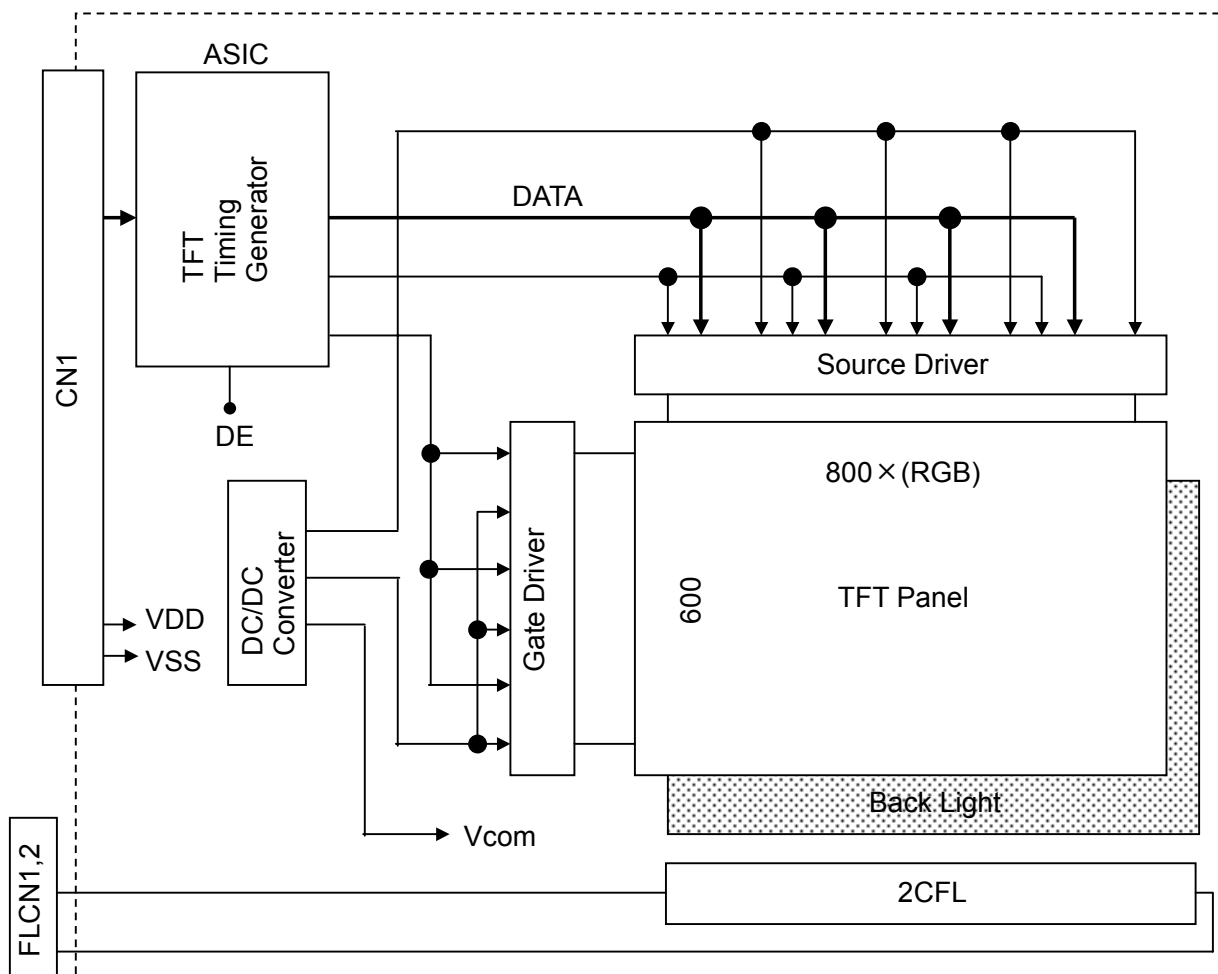 ASIC
CN1
TFT
Timing
Generator
DATA
DE
Source Driver
800×(RGB)
600
TFT Panel
Gate Driver
DC/DC
Converter
VDD
VSS
Back Light
Vcom
FLCN1,2
2CFL